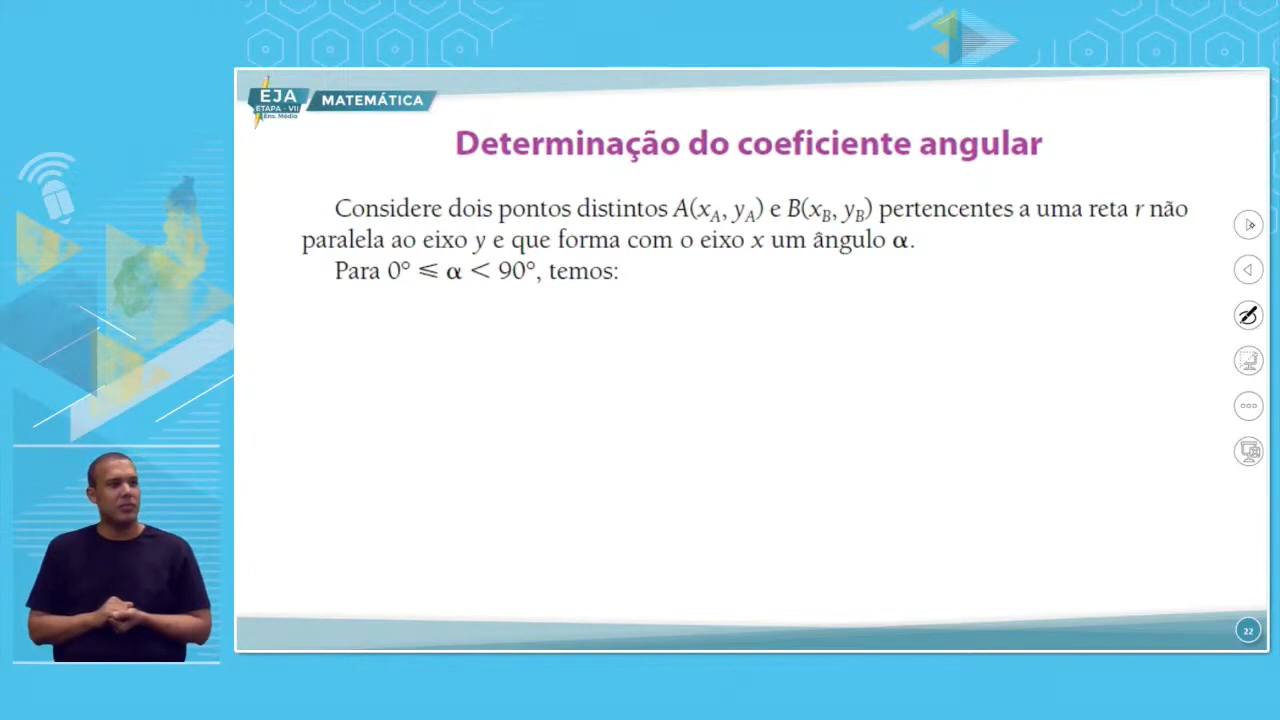 EJA
ETAPA - VII
Ens. Médio
MATEMÁTICA
Determinação do coeficiente angular
Considere dois pontos distintos A(x_A, y_A) e B(x_B, y_B) pertencentes a uma reta r não
paralela ao eixo y e que forma com o eixo x um ângulo α.
Para 0° ⩽ α < 90°, temos:
22